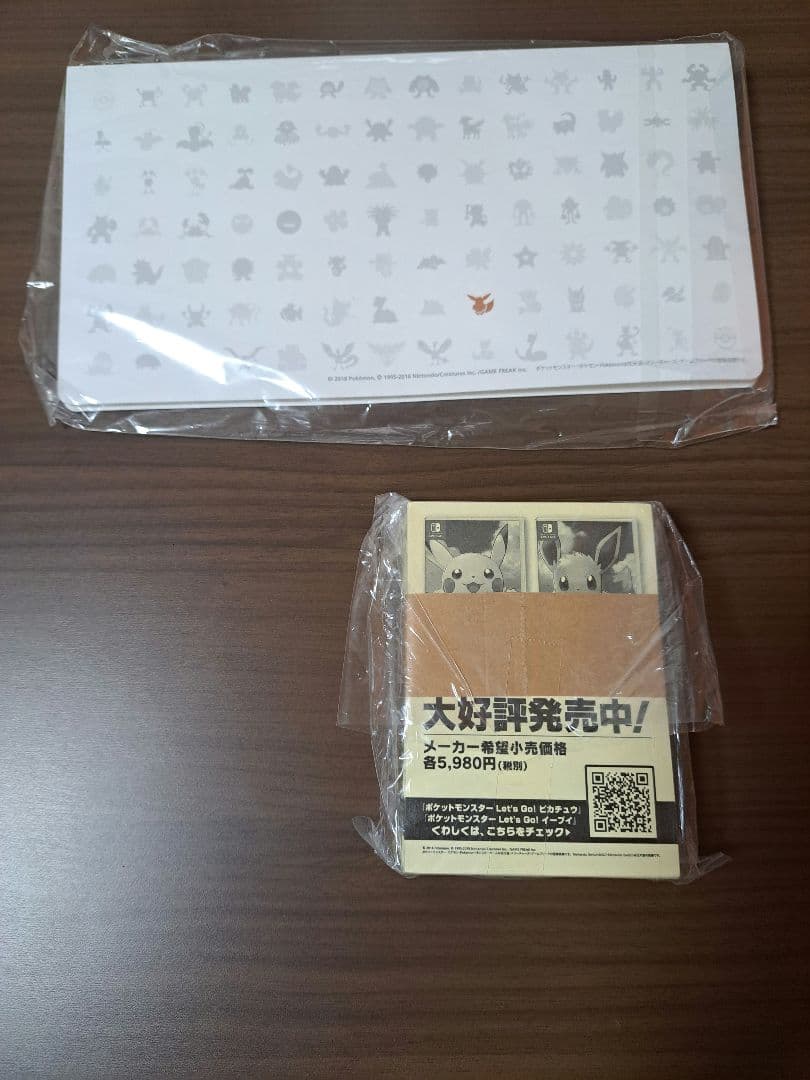 © 2018 Pokémon. © 1995-2018 Nintendo/Creatures Inc. /GAME FREAK inc.
大好評発売中!
メーカー希望小売価格
各5,980円(税別)
「ポケットモンスター Let's Go! ピカチュウ」
「ポケットモンスター Let's Go! イーブイ」
くわしくは、こちらをチェック▶